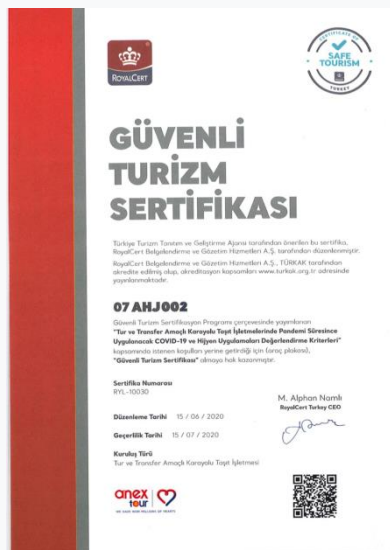 ROYALCERT
CERTIFICATE OF
SAFE
TOURISM
TURKEY
GÜVENLİ
TURİZM
SERTİFİKASI
Türkiye Turizm Tanıtım ve Geliştirme Ajansı tarafından önerilen bu sertifika,
RoyalCert Belgelendirme ve Gözetim Hizmetleri A.Ş. tarafından düzenlenmiştir.
RoyalCert Belgelendirme ve Gözetim Hizmetleri A.Ş., TÜRKAK tarafından
akredite edilmiş olup, akreditasyon kapsamları www.turkak.org.tr adresinde
yayınlanmaktadır.
07 AHJ 002
Güvenli Turizm Sertifikasyon Programı çerçevesinde yayımlanan
"Tur ve Transfer Amaçlı Karayolu Taşıt İşletmelerinde Pandemi Süresince
Uygulanacak COVID-19 ve Hijyen Uygulamaları Değerlendirme Kriterleri"
kapsamında istenen koşulları yerine getirdiği için (araç plakası),
"Güvenli Turizm Sertifikası" almaya hak kazanmıştır.
Sertifika Numarası
RYL-10030
M. Alphan Namlı
RoyalCert Turkey CEO
Düzenleme Tarihi 15 / 06 / 2020
Geçerlilik Tarihi 15 / 07 / 2020
Kuruluş Türü
Tur ve Transfer Amaçlı Karayolu Taşıt İşletmesi
anex
tour